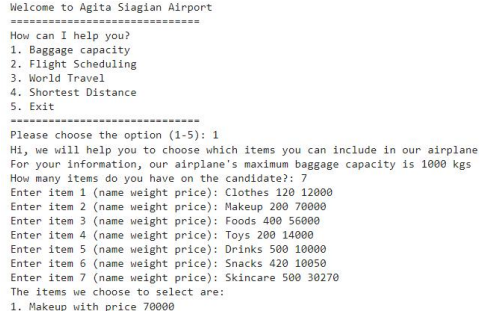 Welcome to Agita Siagian Airport
==============================
How can I help you?
1. Baggage capacity
2. Flight Scheduling
3. World Travel
4. Shortest Distance
5. Exit
==============================
Please choose the option (1-5): 1
Hi, we will help you to choose which items you can include in our airplane
For your information, our airplane's maximum baggage capacity is 1000 kgs
How many items do you have on the candidate?: 7
Enter item 1 (name weight price): Clothes 120 12000
Enter item 2 (name weight price): Makeup 200 70000
Enter item 3 (name weight price): Foods 400 56000
Enter item 4 (name weight price): Toys 200 14000
Enter item 5 (name weight price): Drinks 500 10000
Enter item 6 (name weight price): Snacks 420 10050
Enter item 7 (name weight price): Skincare 500 30270
The items we choose to select are:
1. Makeup with price 70000